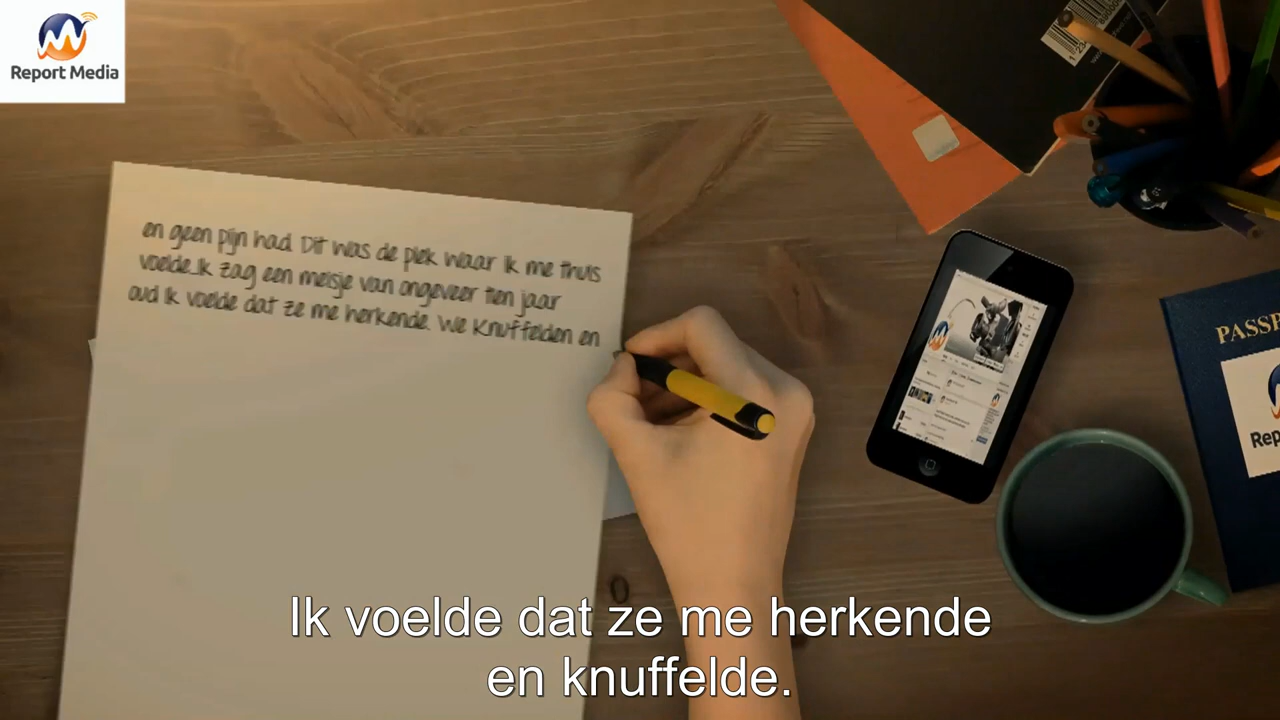 Report Media
en geen pijn had. Dit was de plek waar ik me thuis
voelde.Ik zag een meisje van ongeveer tien jaar
oud Ik voelde dat ze me herkende. We Knuffelden en
PASSP
Rep
Ik voelde dat ze me herkende
en knuffelde.